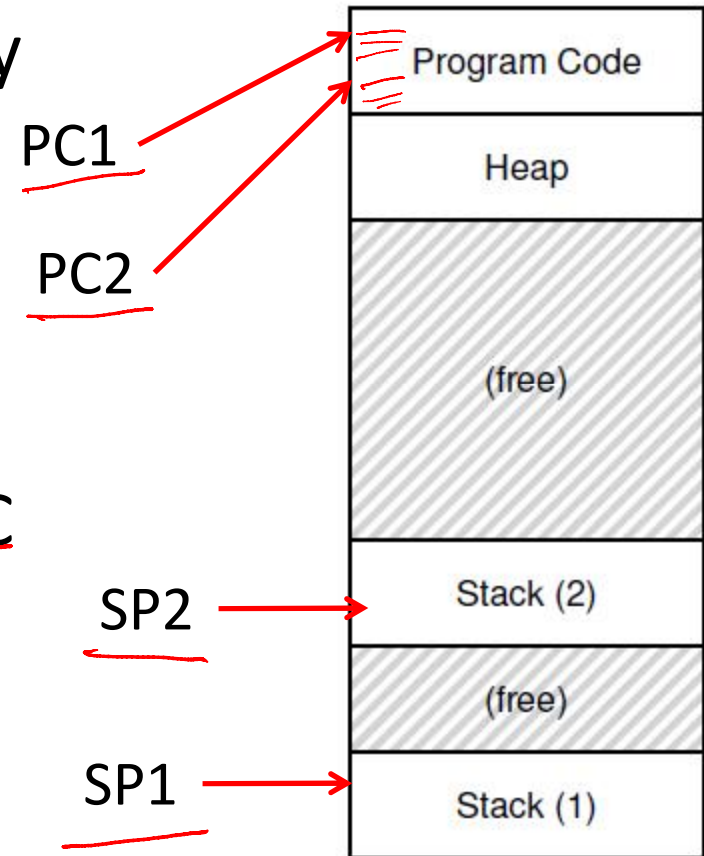 y
Program Code
PC1
Heap
PC2
(free)
C
Stack (2)
SP2
(free)
SP1
Stack (1)